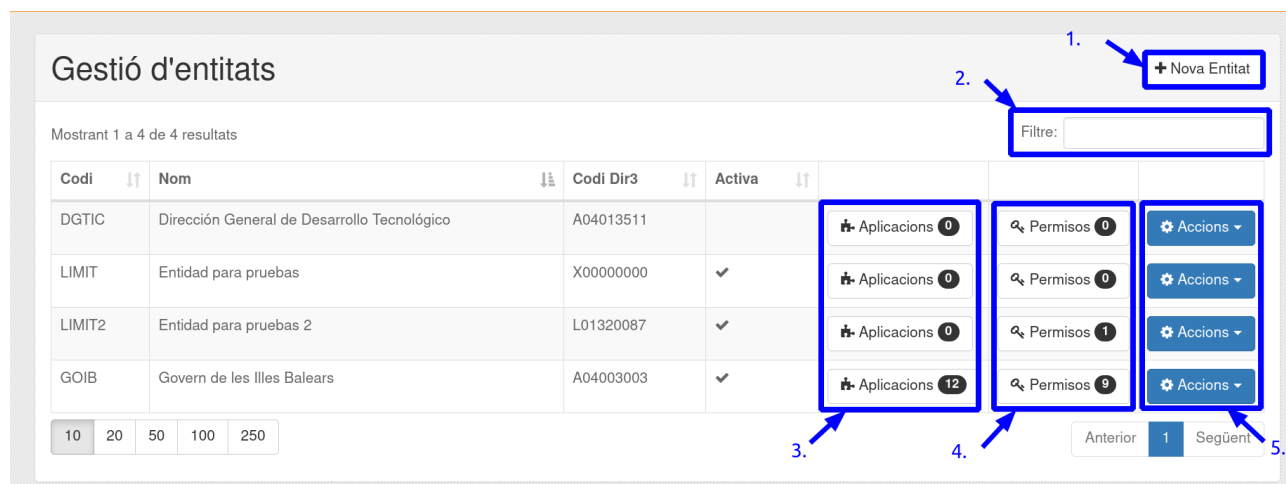 1.
Gestió d'entitats
+ Nova Entitat
2.
Mostrant 1 a 4 de 4 resultats Filtre:
Codi Nom Codi Dir3 Activa
DGTIC Dirección General de Desarrollo Tecnológico A04013511 Aplicacions 0 Permisos 0 Accions
LIMIT Entidad para pruebas X00000000 ✔ Aplicacions 0 Permisos 0 Accions
LIMIT2 Entidad para pruebas 2 L01320087 ✔ Aplicacions 0 Permisos 1 Accions
GOIB Govern de les Illes Balears A04003003 ✔ Aplicacions 12 Permisos 9 Accions
10 20 50 100 250 Anterior 1 Següent
3. 4. 5.